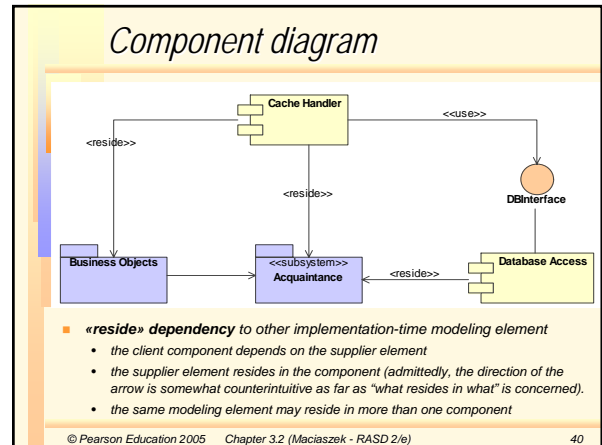 Component diagram
Cache Handler
<<use>>
<reside>>
<reside>>
DBInterface
Business Objects
<<subsystem>>
Acquaintance
<reside>>
Database Access
«reside» dependency to other implementation-time modeling element
• the client component depends on the supplier element
• the supplier element resides in the component (admittedly, the direction of the
arrow is somewhat counterintuitive as far as “what resides in what” is concerned).
• the same modeling element may reside in more than one component
© Pearson Education 2005 Chapter 3.2 (Maciaszek - RASD 2/e) 40